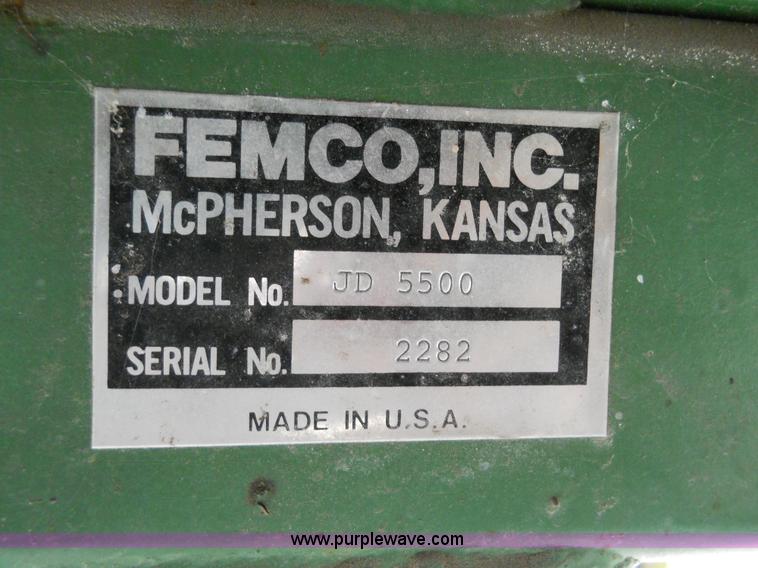 FEMCO, INC.
McPHERSON, KANSAS
MODEL No. JD 5500
SERIAL No. 2282
MADE IN U.S.A.
www.purplewave.com